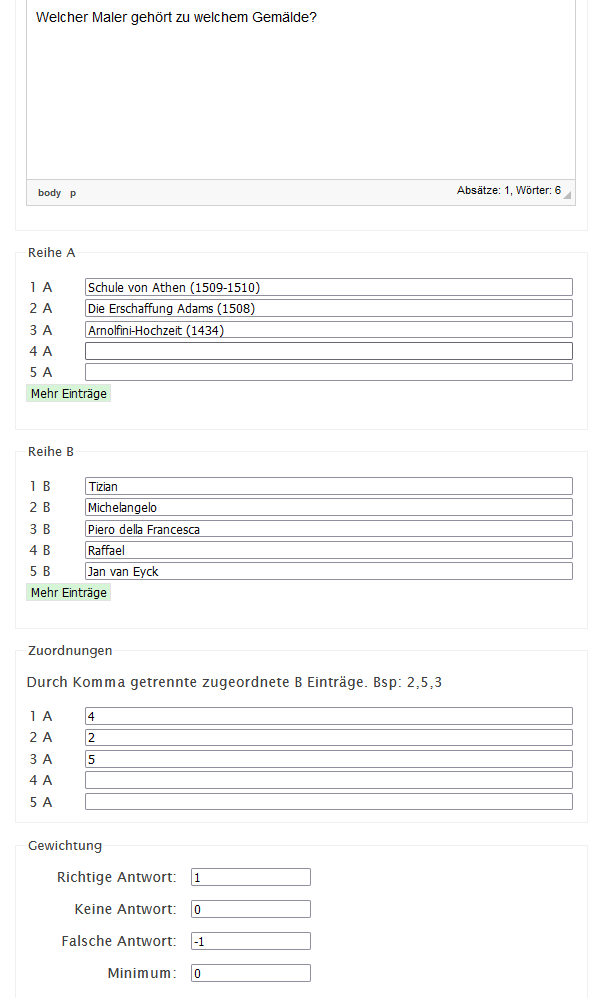 Welcher Maler gehört zu welchem Gemälde?
body p Absätze: 1, Wörter: 6
Reihe A
1 A Schule von Athen (1509-1510)
2 A Die Erschaffung Adams (1508)
3 A Arnolfini-Hochzeit (1434)
4 A
5 A
Mehr Einträge
Reihe B
1 B Tizian
2 B Michelangelo
3 B Piero della Francesca
4 B Raffael
5 B Jan van Eyck
Mehr Einträge
Zuordnungen
Durch Komma getrennte zugeordnete B Einträge. Bsp: 2,5,3
1 A 4
2 A 2
3 A 5
4 A
5 A
Gewichtung
Richtige Antwort: 1
Keine Antwort: 0
Falsche Antwort: -1
Minimum: 0